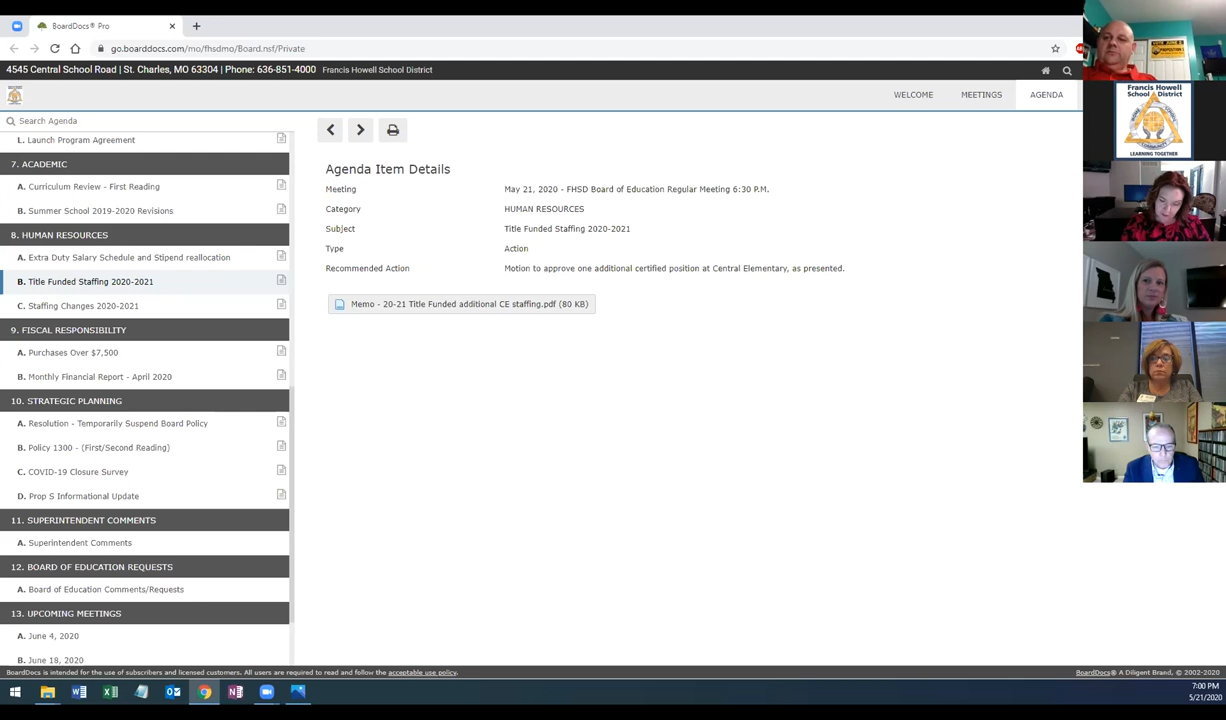 BoardDocs® Pro
go.boarddocs.com/mo/fhsdmo/Board.nsf/Private
4545 Central School Road | St. Charles, MO 63304 | Phone: 636-851-4000 Francis Howell School District
WELCOME MEETINGS AGENDA
Search Agenda
L. Launch Program Agreement
7. ACADEMIC
A. Curriculum Review - First Reading
B. Summer School 2019-2020 Revisions
8. HUMAN RESOURCES
A. Extra Duty Salary Schedule and Stipend reallocation
B. Title Funded Staffing 2020-2021
C. Staffing Changes 2020-2021
9. FISCAL RESPONSIBILITY
A. Purchases Over $7,500
B. Monthly Financial Report - April 2020
10. STRATEGIC PLANNING
A. Resolution - Temporarily Suspend Board Policy
B. Policy 1300 - (First/Second Reading)
C. COVID-19 Closure Survey
D. Prop S Informational Update
11. SUPERINTENDENT COMMENTS
A. Superintendent Comments
12. BOARD OF EDUCATION REQUESTS
A. Board of Education Comments/Requests
13. UPCOMING MEETINGS
A. June 4, 2020
B. June 18, 2020
Agenda Item Details
Meeting May 21, 2020 - FHSD Board of Education Regular Meeting 6:30 P.M.
Category HUMAN RESOURCES
Subject Title Funded Staffing 2020-2021
Type Action
Recommended Action Motion to approve one additional certified position at Central Elementary, as presented.
Memo - 20-21 Title Funded additional CE staffing.pdf (80 KB)
Francis Howell
School District
LEARNING TOGETHER
BoardDocs is intended for the use of subscribers and licensed customers. All users are required to read and follow the acceptable use policy.
BoardDocs® A Diligent Brand, © 2002-2020
7:00 PM
5/21/2020